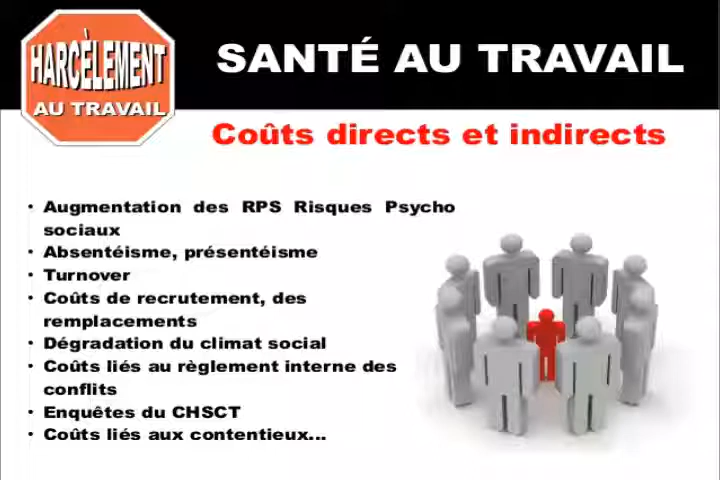 HARCÈLEMENT
AU TRAVAIL
SANTÉ AU TRAVAIL
Coûts directs et indirects
• Augmentation des RPS Risques Psycho
sociaux
• Absentéisme, présentéisme
• Turnover
• Coûts de recrutement, des
remplacements
• Dégradation du climat social
• Coûts liés au règlement interne des
conflits
• Enquêtes du CHSCT
• Coûts liés aux contentieux...